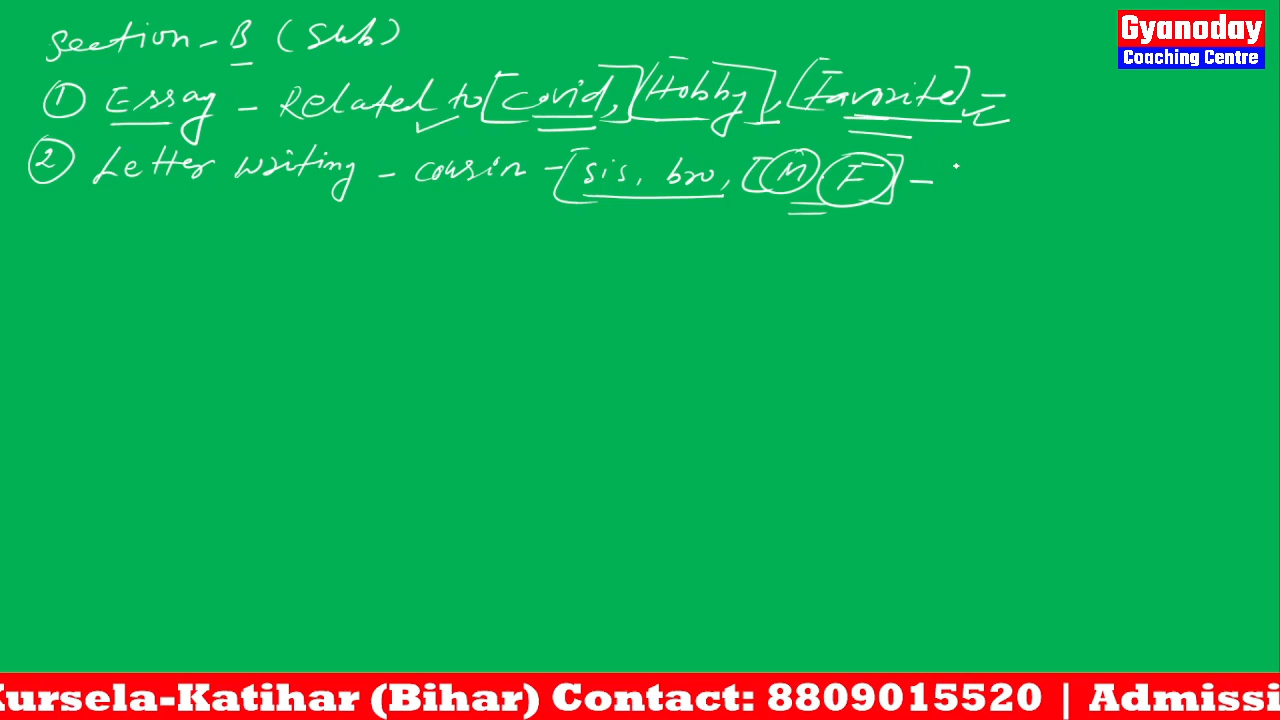 Section - B (Sub)
Gyanoday
Coaching Centre
① Essay - Related to [Covid,] [Hobby], [Favorite] -
② Letter writing - cousin - [sis, bro, [M F] -
Kursela-Katihar (Bihar) Contact: 8809015520 | Admissi